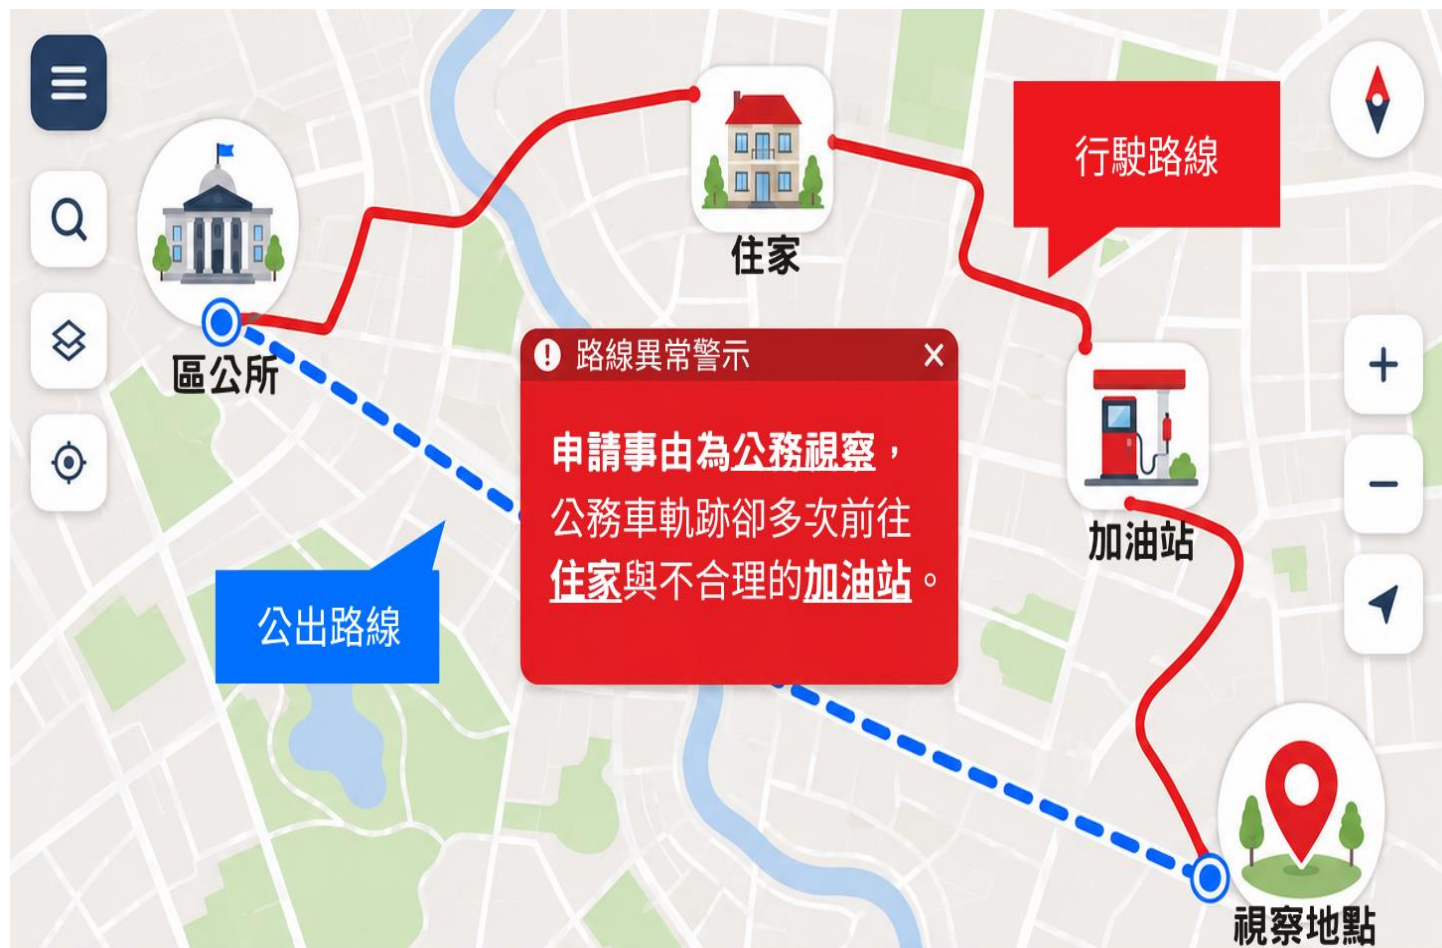 行駛路線
住家
區公所
路線異常警示
申請事由為公務視察，
公務車軌跡卻多次前往
住家與不合理的加油站。
加油站
公出路線
視察地點